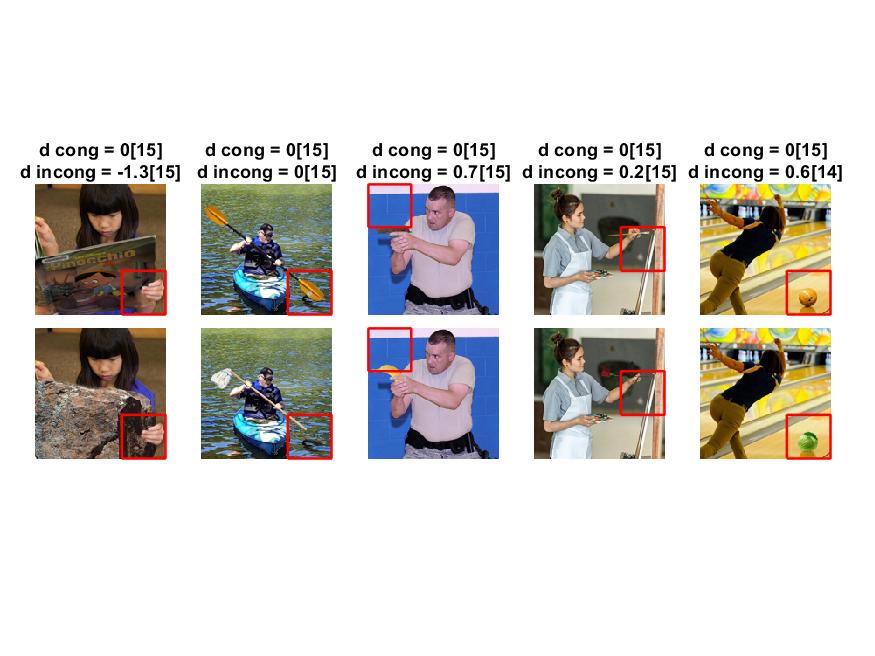 d cong = 0[15]
d incong = -1.3[15]
d cong = 0[15]
d incong = 0[15]
d cong = 0[15]
d incong = 0.7[15]
d cong = 0[15]
d incong = 0.2[15]
d cong = 0[15]
d incong = 0.6[14]
Pinocchio